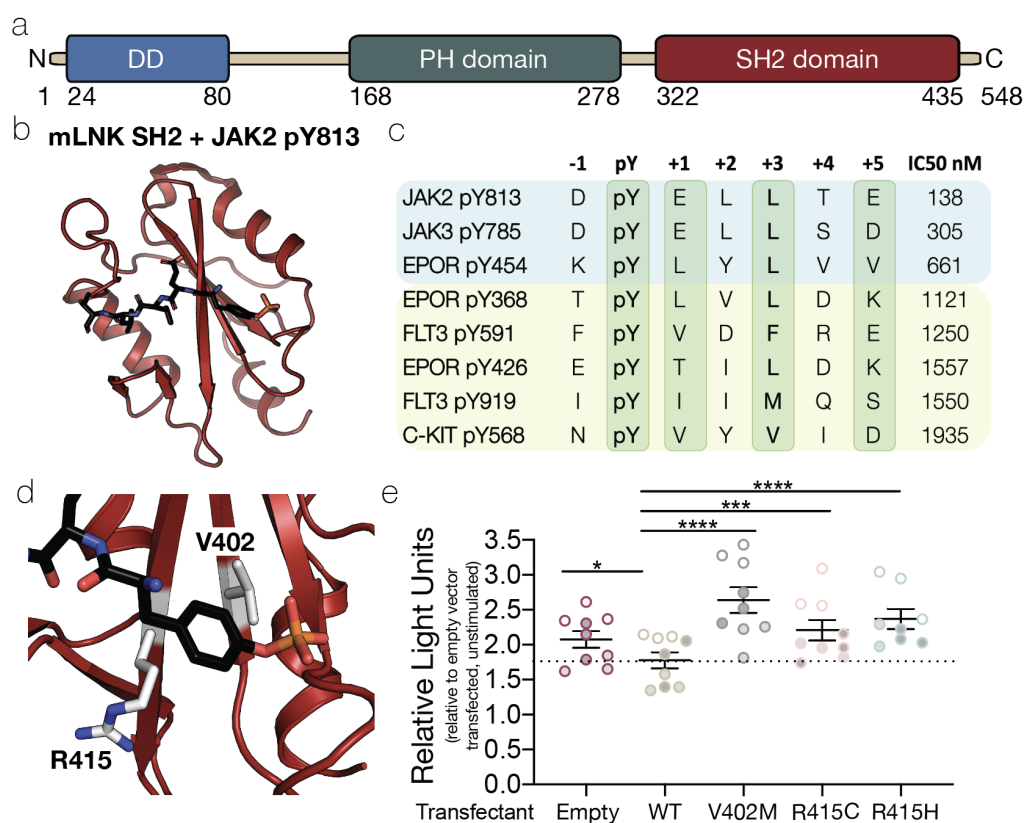 a
N DD PH domain SH2 domain C
1 24 80 168 278 322 435 548
b mLNK SH2 + JAK2 pY813
c
-1 pY +1 +2 +3 +4 +5 IC50 nM
JAK2 pY813 D pY E L L T E 138
JAK3 pY785 D pY E L L S D 305
EPOR pY454 K pY L Y L V V 661
EPOR pY368 T pY L V L D K 1121
FLT3 pY591 F pY V D F R E 1250
EPOR pY426 E pY T I L D K 1557
FLT3 pY919 I pY I I M Q S 1550
C-KIT pY568 N pY V Y V I D 1935
d
V402
R415
e
Relative Light Units
(relative to empty vector
transfected, unstimulated)
3.5
3.0
2.5
2.0
1.5
1.0
0.5
0.0
****
***
****
*
Transfectant Empty WT V402M R415C R415H